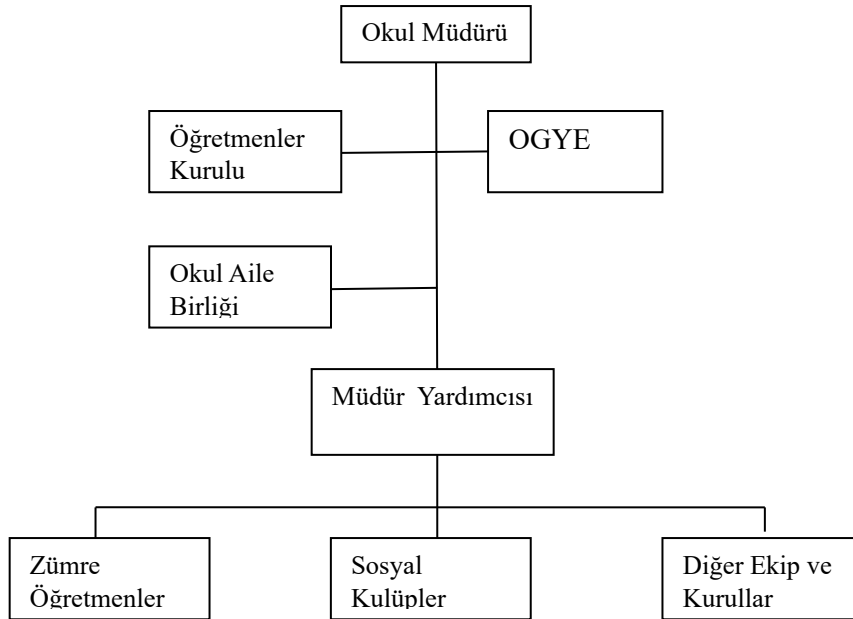 Okul Müdürü
Öğretmenler
Kurulu
OGYE
Okul Aile
Birliği
Müdür Yardımcısı
Zümre
Öğretmenler
Sosyal
Kulüpler
Diğer Ekip ve
Kurullar